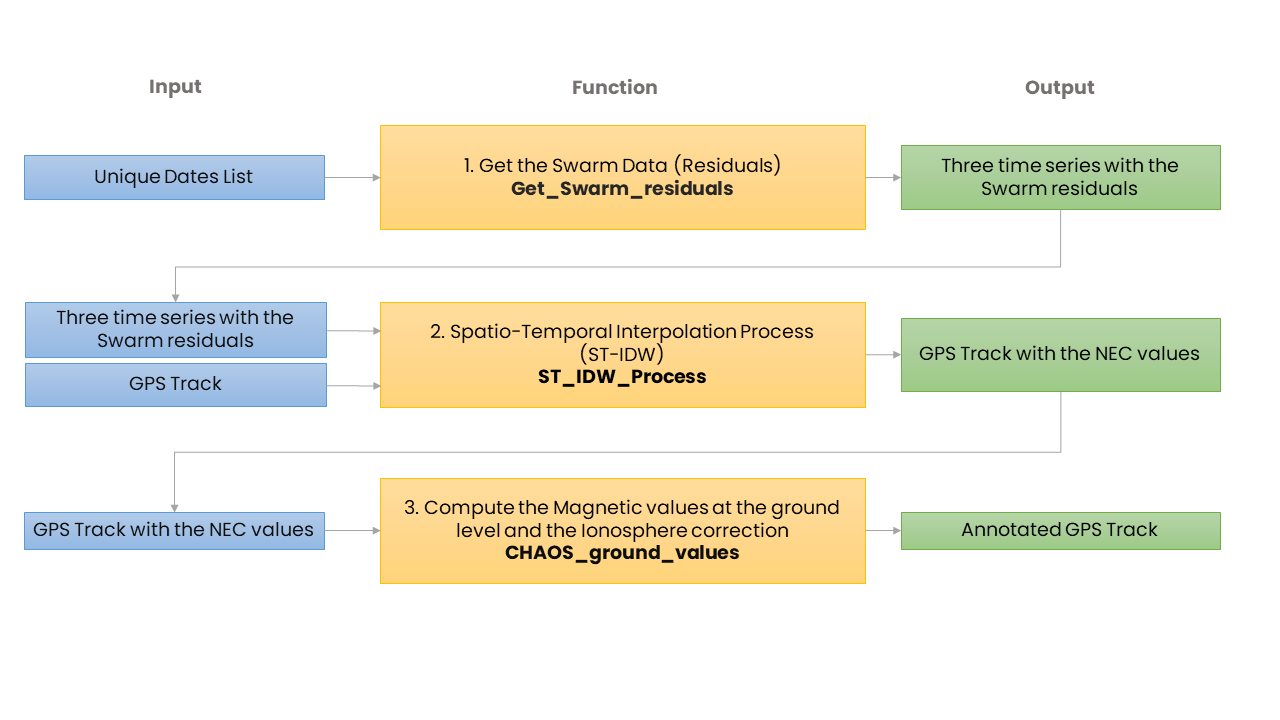 Input
Function
Output
Unique Dates List
1. Get the Swarm Data (Residuals)
Get_Swarm_residuals
Three time series with the
Swarm residuals
Three time series with the
Swarm residuals
GPS Track
2. Spatio-Temporal Interpolation Process
(ST-IDW)
ST_IDW_Process
GPS Track with the NEC values
GPS Track with the NEC values
3. Compute the Magnetic values at the ground
level and the Ionosphere correction
CHAOS_ground_values
Annotated GPS Track